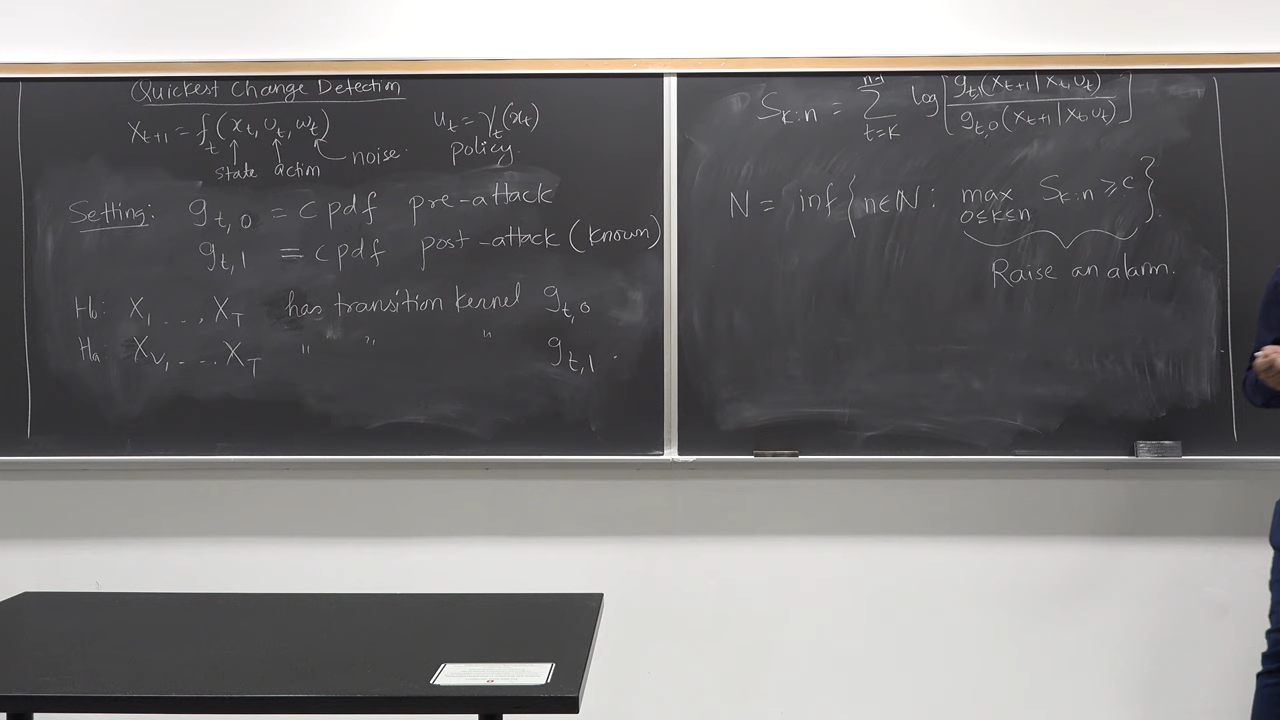 Quickest Change Detection
X_{t+1} = f_t(x_t, u_t, w_t)    u_t = γ_t(x_t)
state action noise. policy.
Setting: g_{t,0} = cpdf pre-attack
g_{t,1} = cpdf post-attack (known)
H_0: X_1 ..., X_T has transition kernel g_{t,0}
H_a: X_ν, .... X_T " " " g_{t,1}.
S_{k:n} = \sum_{t=k}^{n-1} log [ g_{t,1}(X_{t+1} | x_t, u_t) / g_{t,0}(X_{t+1} | x_t, u_t) ]
N = inf { n ∈ ℕ : max_{0≤k≤n} S_{k:n} ≥ c }.
Raise an alarm.